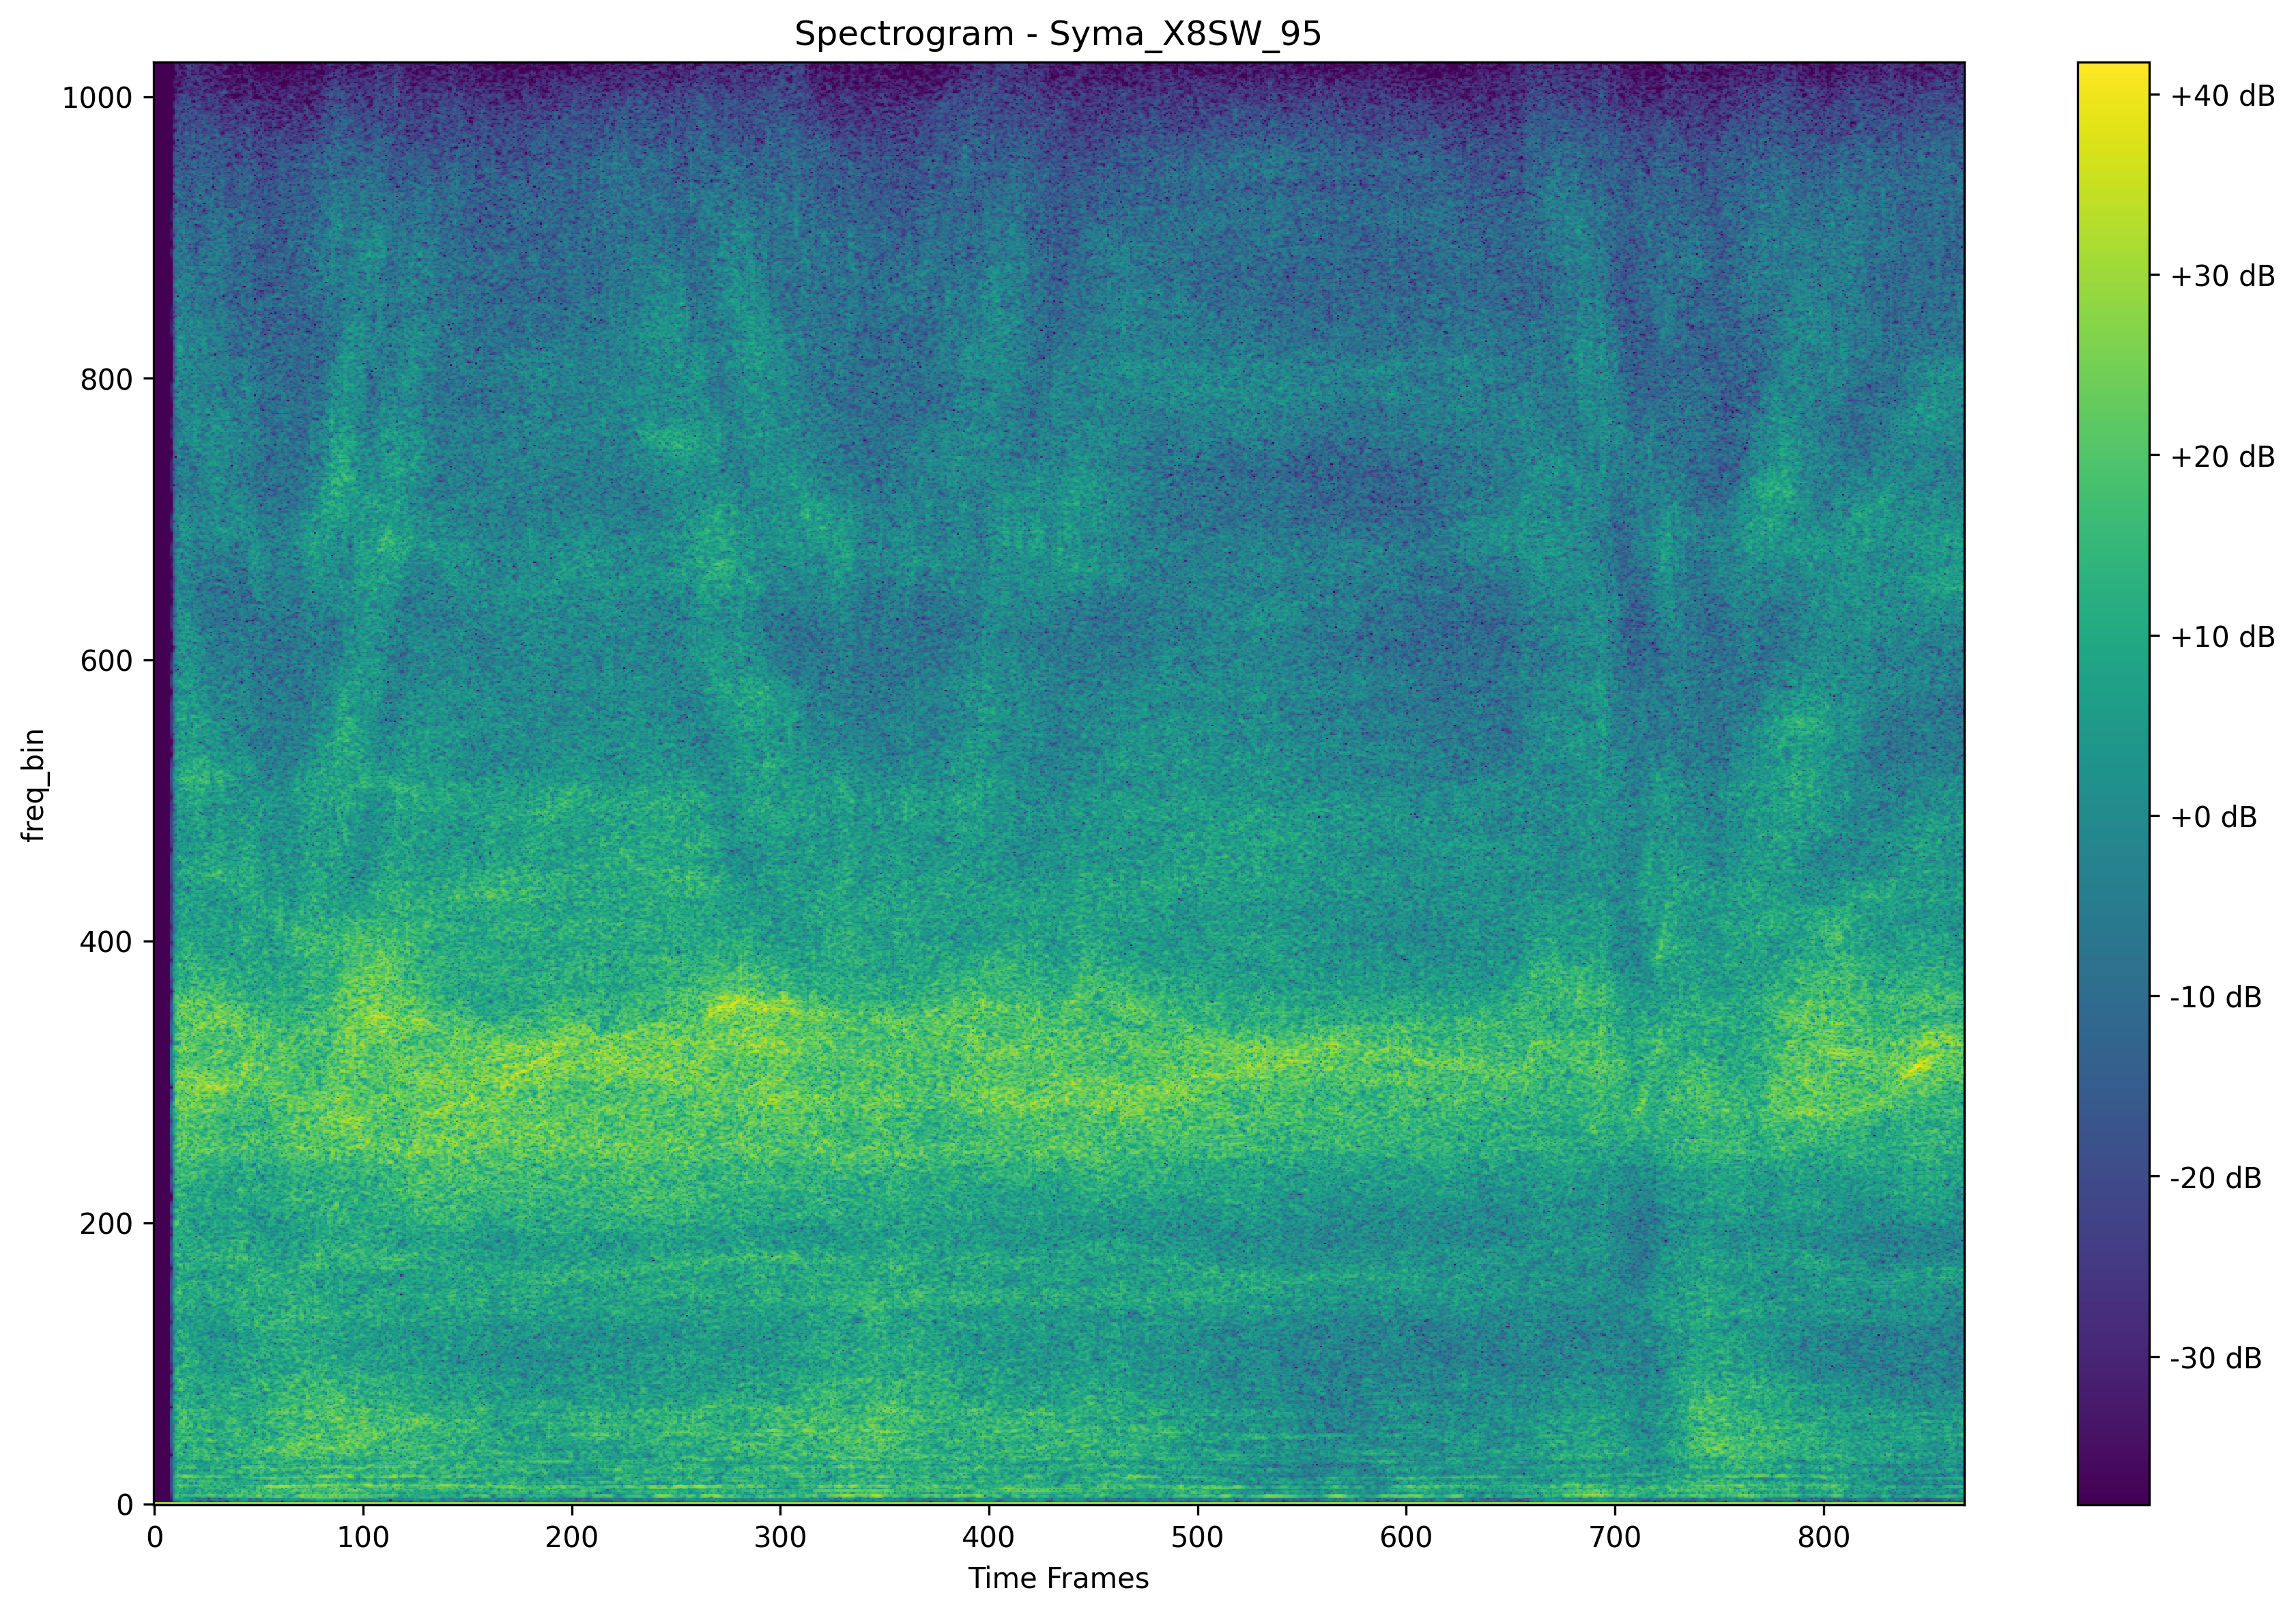 Spectrogram - Syma_X8SW_95
1000
800
600
400
200
0
freq_bin
0 100 200 300 400 500 600 700 800
Time Frames
+40 dB
+30 dB
+20 dB
+10 dB
+0 dB
-10 dB
-20 dB
-30 dB